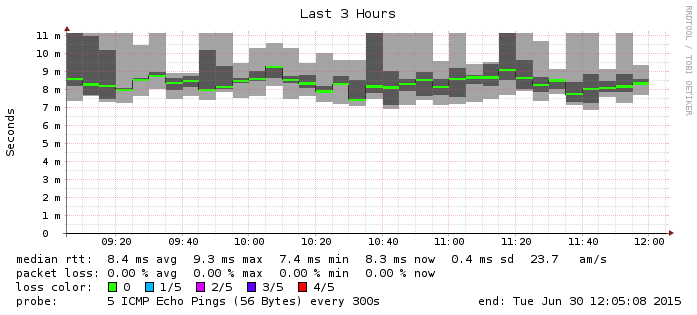 Last 3 Hours
RRDTOOL / TOBI OETIKER
Seconds
11 m
10 m
9 m
8 m
7 m
6 m
5 m
4 m
3 m
2 m
1 m
0
09:20 09:40 10:00 10:20 10:40 11:00 11:20 11:40 12:00
median rtt: 8.4 ms avg 9.3 ms max 7.4 ms min 8.3 ms now 0.4 ms sd 23.7 am/s
packet loss: 0.00 % avg 0.00 % max 0.00 % min 0.00 % now
loss color: 0 1/5 2/5 3/5 4/5
probe: 5 ICMP Echo Pings (56 Bytes) every 300s end: Tue Jun 30 12:05:08 2015